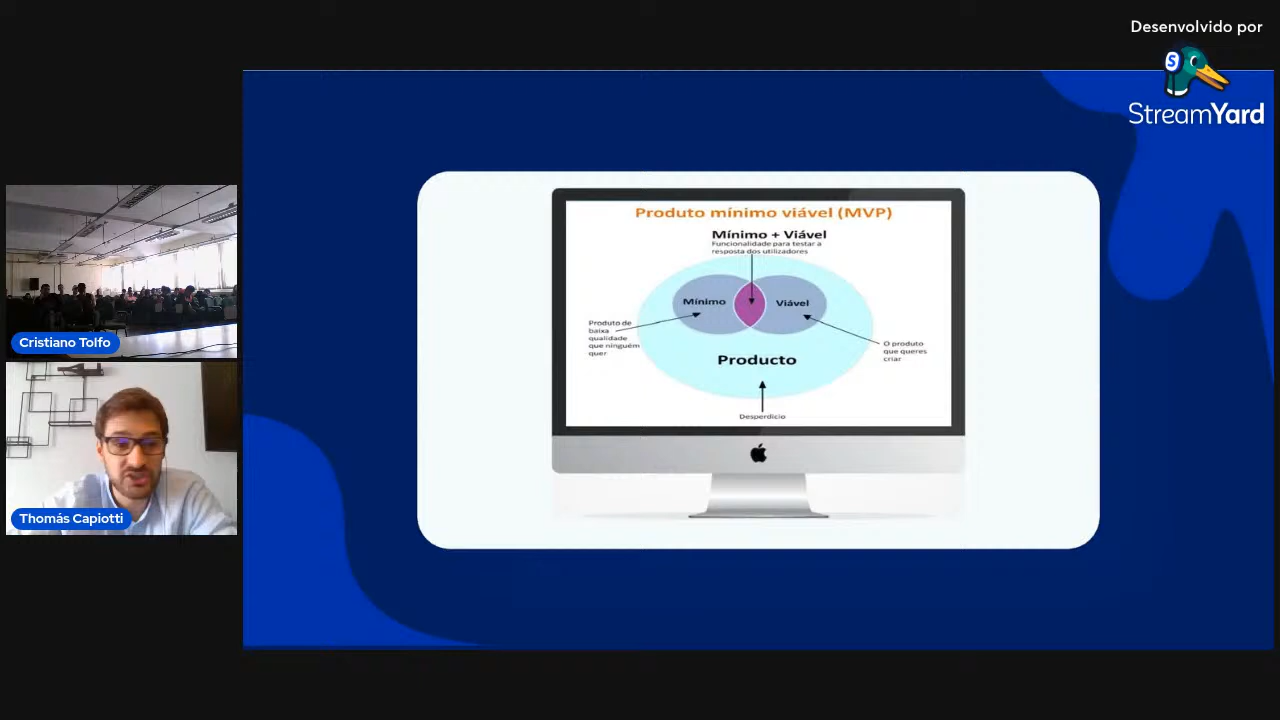 Desenvolvido por
S
StreamYard
Produto mínimo viável (MVP)
Mínimo + Viável
Funcionalidade para testar a
resposta dos utilizadores
Mínimo
Viável
Produto de
baixa
qualidade
que ninguém
quer
O produto
que queres
criar
Producto
Desperdício
Cristiano Tolfo
Thomás Capiotti